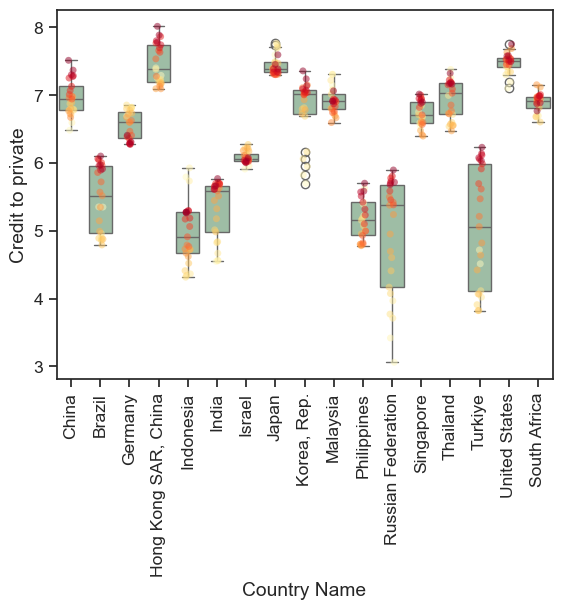 8
7
6
5
4
3
Credit to private
China
Brazil
Germany
Hong Kong SAR, China
Indonesia
India
Israel
Japan
Korea, Rep.
Malaysia
Philippines
Russian Federation
Singapore
Thailand
Turkiye
United States
South Africa
Country Name